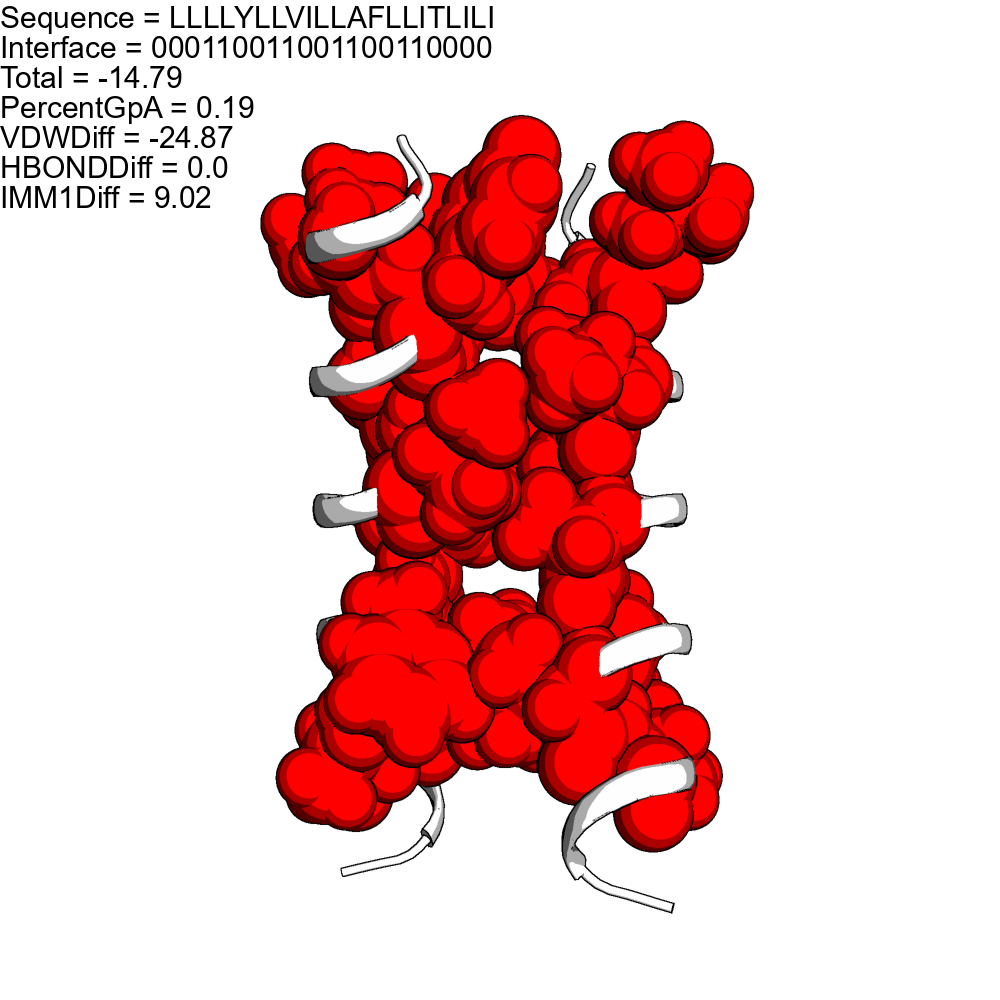 Sequence = LLLLYLLVILLAFLLITLILI
Interface = 000110011001100110000
Total = -14.79
PercentGpA = 0.19
VDWDiff = -24.87
HBONDDiff = 0.0
IMM1Diff = 9.02